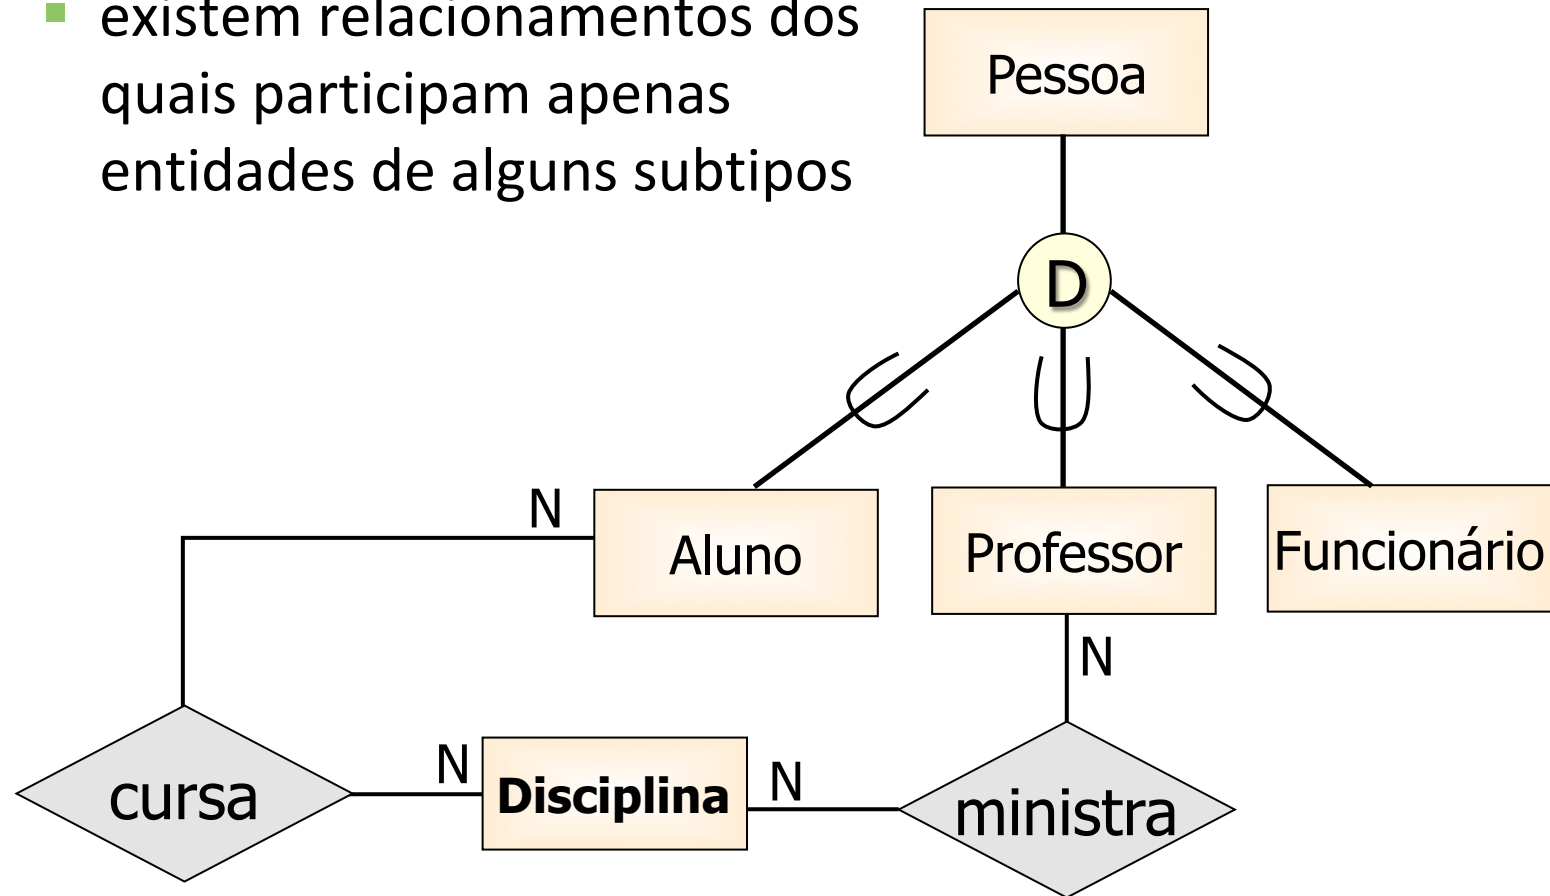 existem relacionamentos dos
quais participam apenas
entidades de alguns subtipos
Pessoa
D
N
Aluno
Professor
Funcionário
N
cursa
N
Disciplina
N
ministra